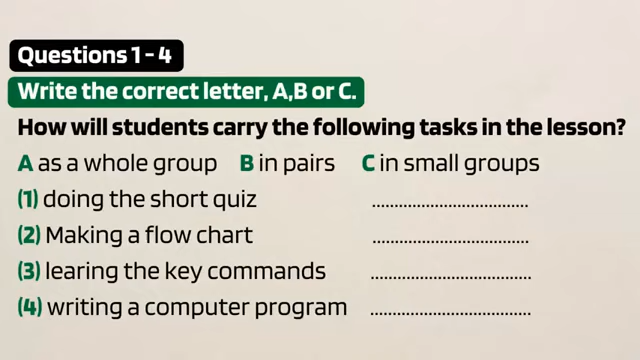 Questions 1 - 4
Write the correct letter, A,B or C.
How will students carry the following tasks in the lesson?
A as a whole group B in pairs C in small groups
(1) doing the short quiz ....................................
(2) Making a flow chart ....................................
(3) learing the key commands .....................................
(4) writing a computer program .....................................